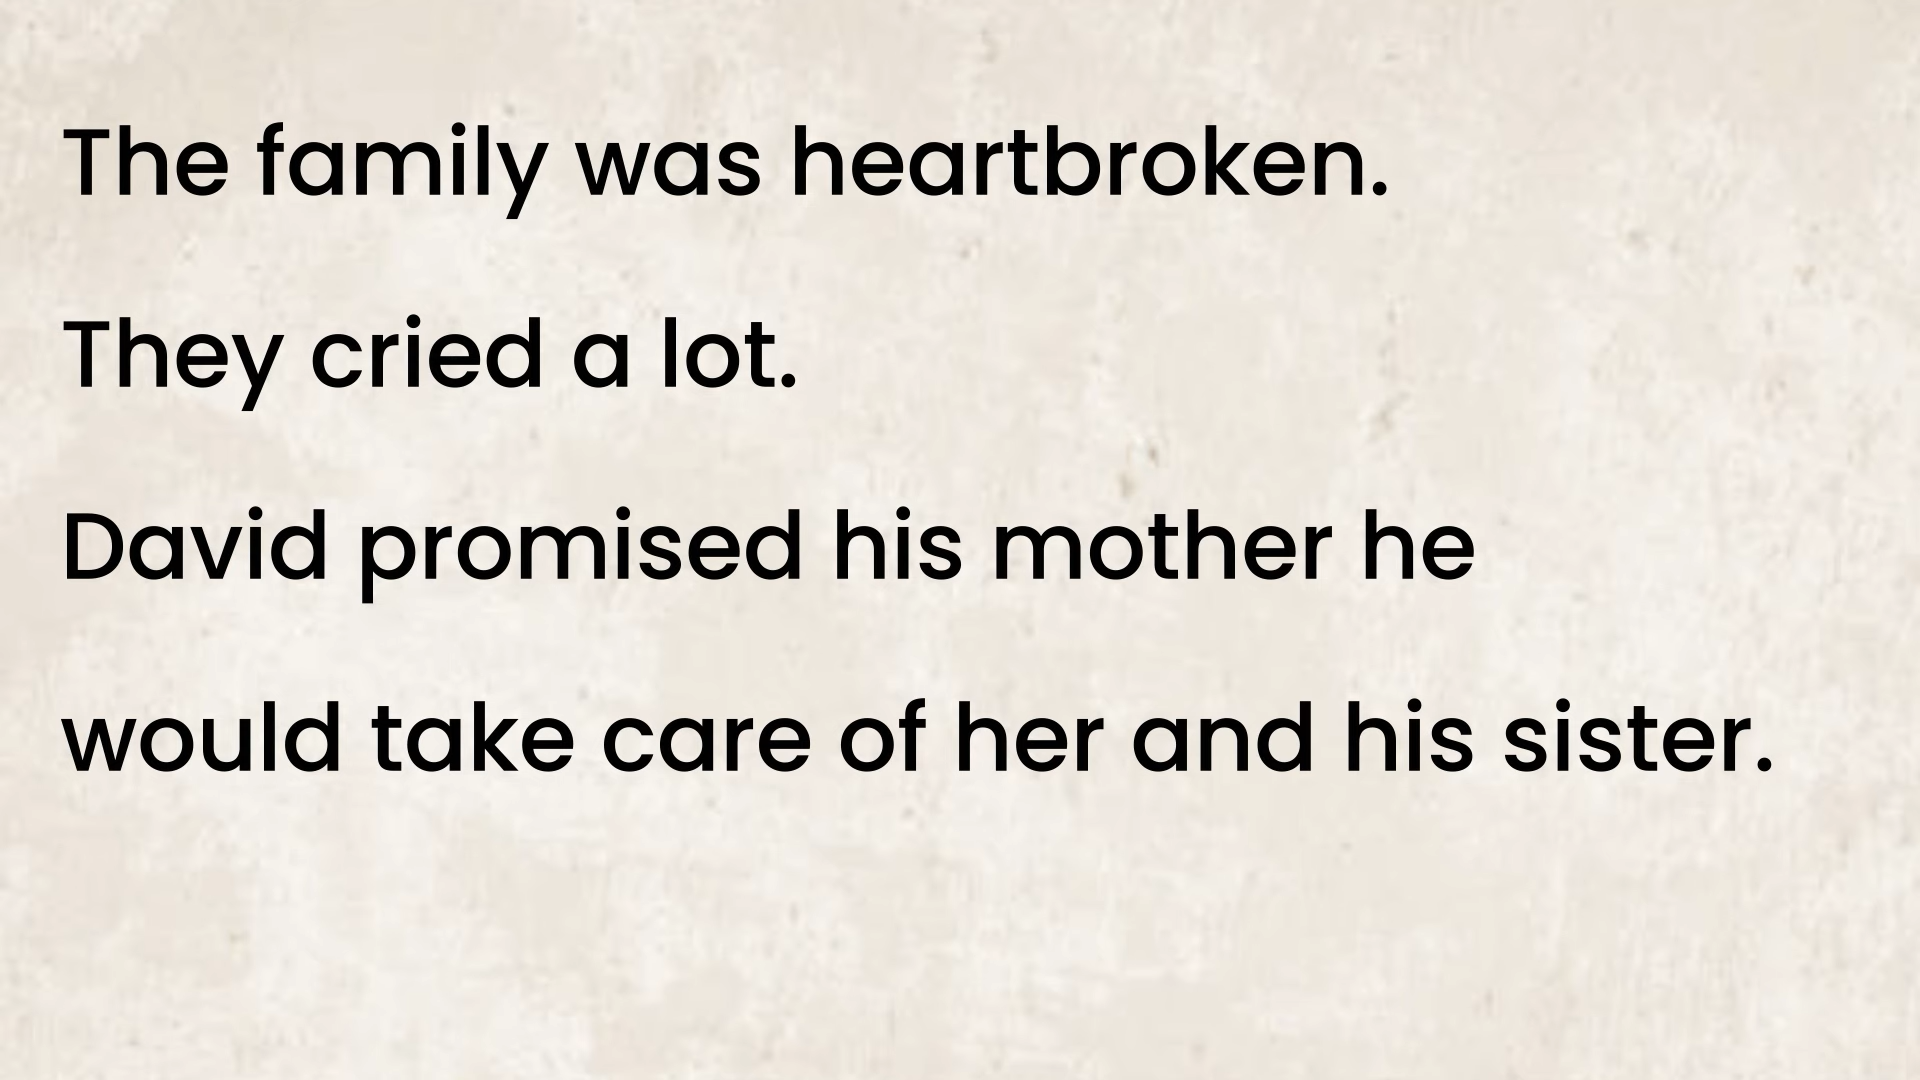 The family was heartbroken.
They cried a lot.
David promised his mother he
would take care of her and his sister.